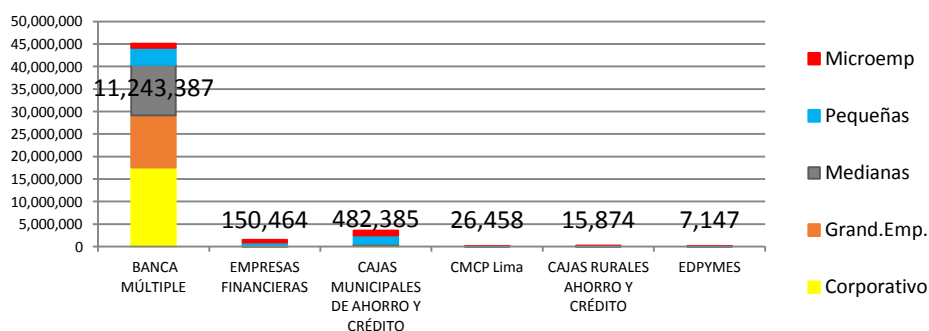 50,000,000
45,000,000
40,000,000
35,000,000
30,000,000
25,000,000
20,000,000
15,000,000
10,000,000
5,000,000
0
11,243,387
150,464
482,385
26,458
15,874
7,147
BANCA
MÚLTIPLE
EMPRESAS
FINANCIERAS
CAJAS
MUNICIPALES
DE AHORRO Y
CRÉDITO
CMCP Lima
CAJAS RURALES
AHORRO Y
CRÉDITO
EDPYMES
Microemp
Pequeñas
Medianas
Grand.Emp.
Corporativo